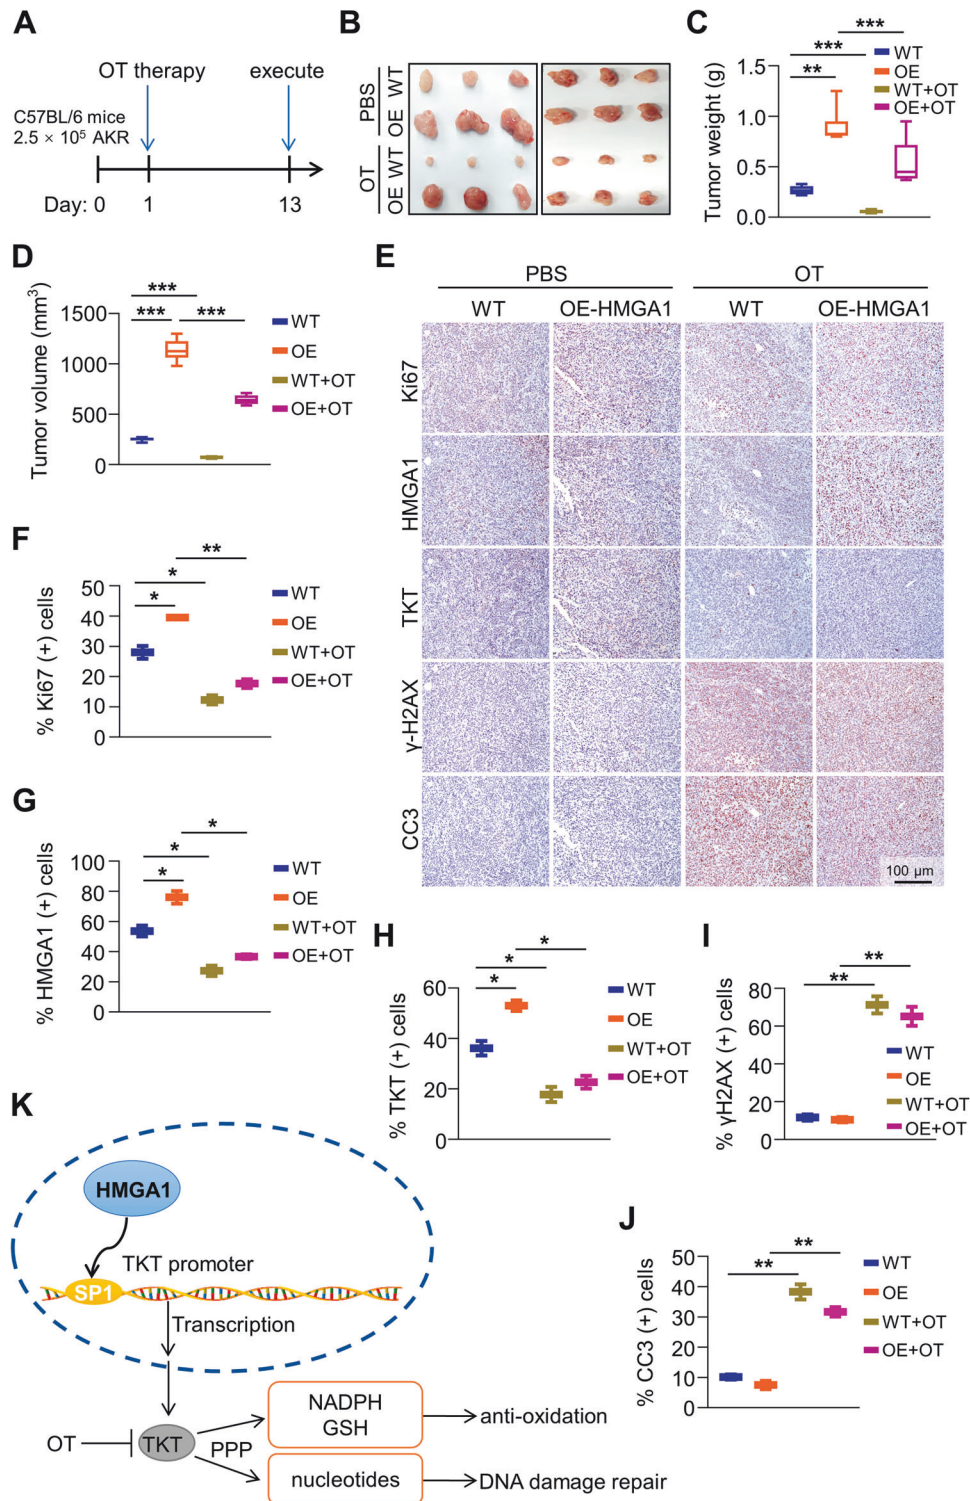 A
OT therapy
execute
C57BL/6 mice
2.5 × 10⁵ AKR
Day: 0 1 13
B
PBS
WT
OE
OT
WT
OE
C
***
***
**
Tumor weight (g)
1.5
1.0
0.5
0.0
WT
OE
WT+OT
OE+OT
D
***
*** ***
Tumor volume (mm³)
1500
1000
500
0
WT
OE
WT+OT
OE+OT
E
PBS OT
WT OE-HMGA1 WT OE-HMGA1
Ki67
HMGA1
TKT
γ-H2AX
CC3
100 μm
F
**
*
*
% Ki67 (+) cells
50
40
30
20
10
0
WT
OE
WT+OT
OE+OT
G
*
*
*
% HMGA1 (+) cells
100
80
60
40
20
0
WT
OE
WT+OT
OE+OT
H
*
*
*
% TKT (+) cells
60
40
20
0
WT
OE
WT+OT
OE+OT
I
**
**
% γH2AX (+) cells
80
60
40
20
0
WT
OE
WT+OT
OE+OT
J
**
**
% CC3 (+) cells
50
40
30
20
10
0
WT
OE
WT+OT
OE+OT
K
HMGA1
TKT promoter
SP1
Transcription
OT
TKT
PPP
NADPH
GSH
anti-oxidation
nucleotides
DNA damage repair